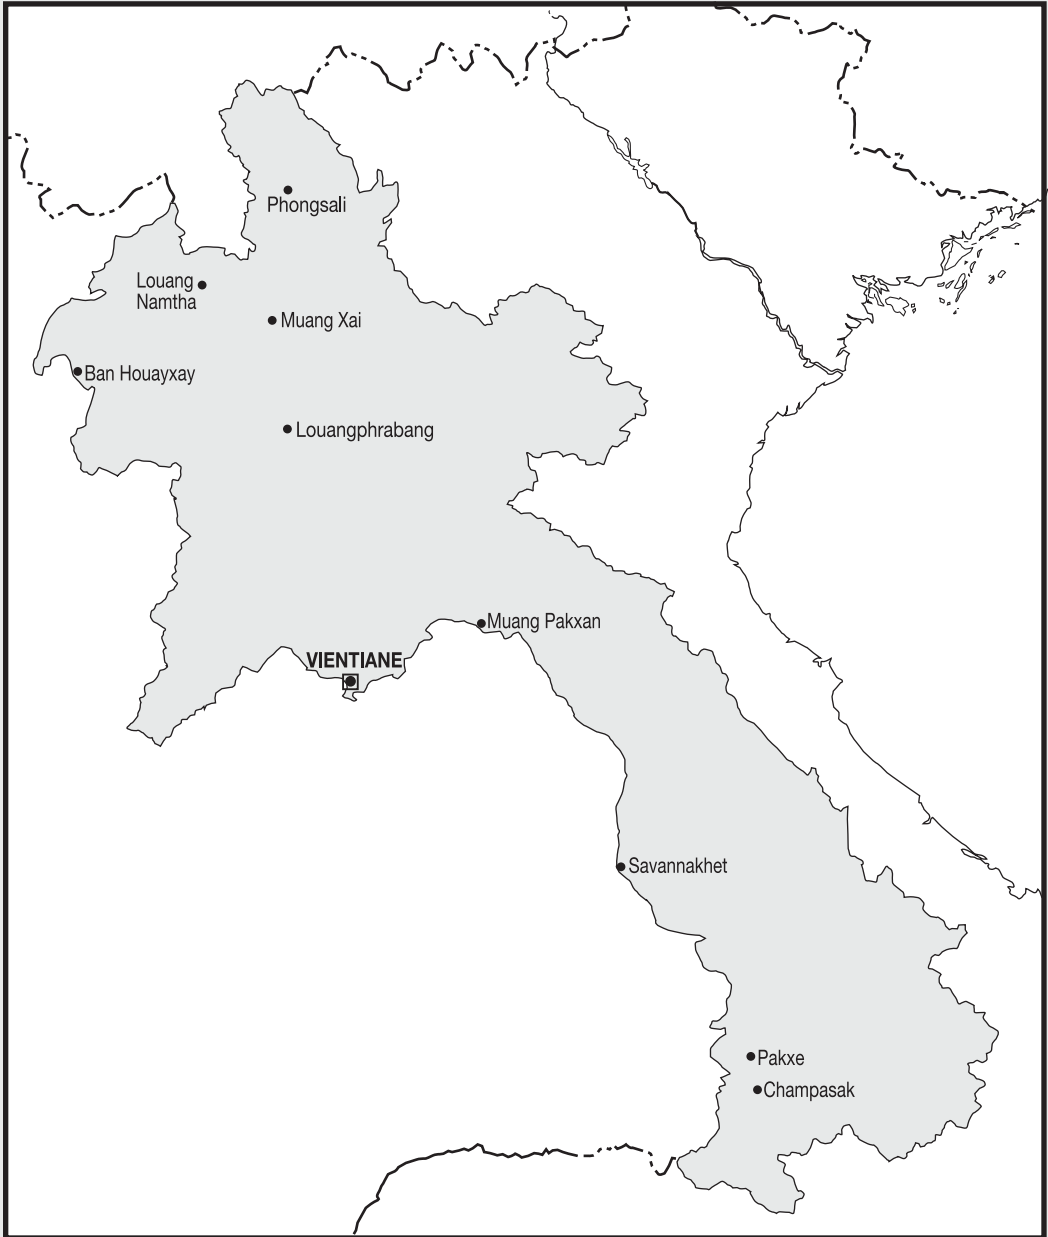 Phongsali
Louang
Namtha
Muang Xai
Ban Houayxay
Louangphrabang
Muang Pakxan
VIENTIANE
Savannakhet
Pakxe
Champasak